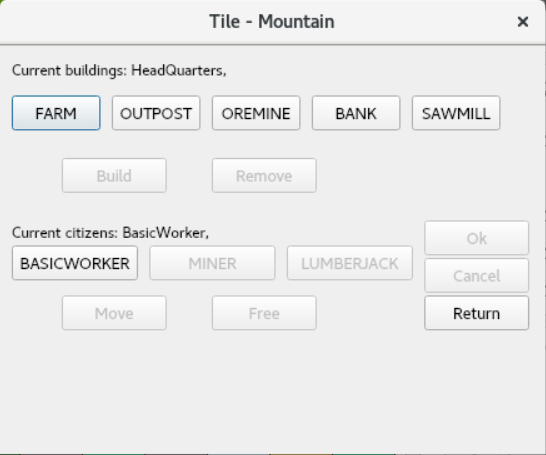 Tile - Mountain ×
Current buildings: HeadQuarters,
FARM OUTPOST OREMINE BANK SAWMILL
Build Remove
Current citizens: BasicWorker,
Ok
BASICWORKER MINER LUMBERJACK
Cancel
Move Free Return